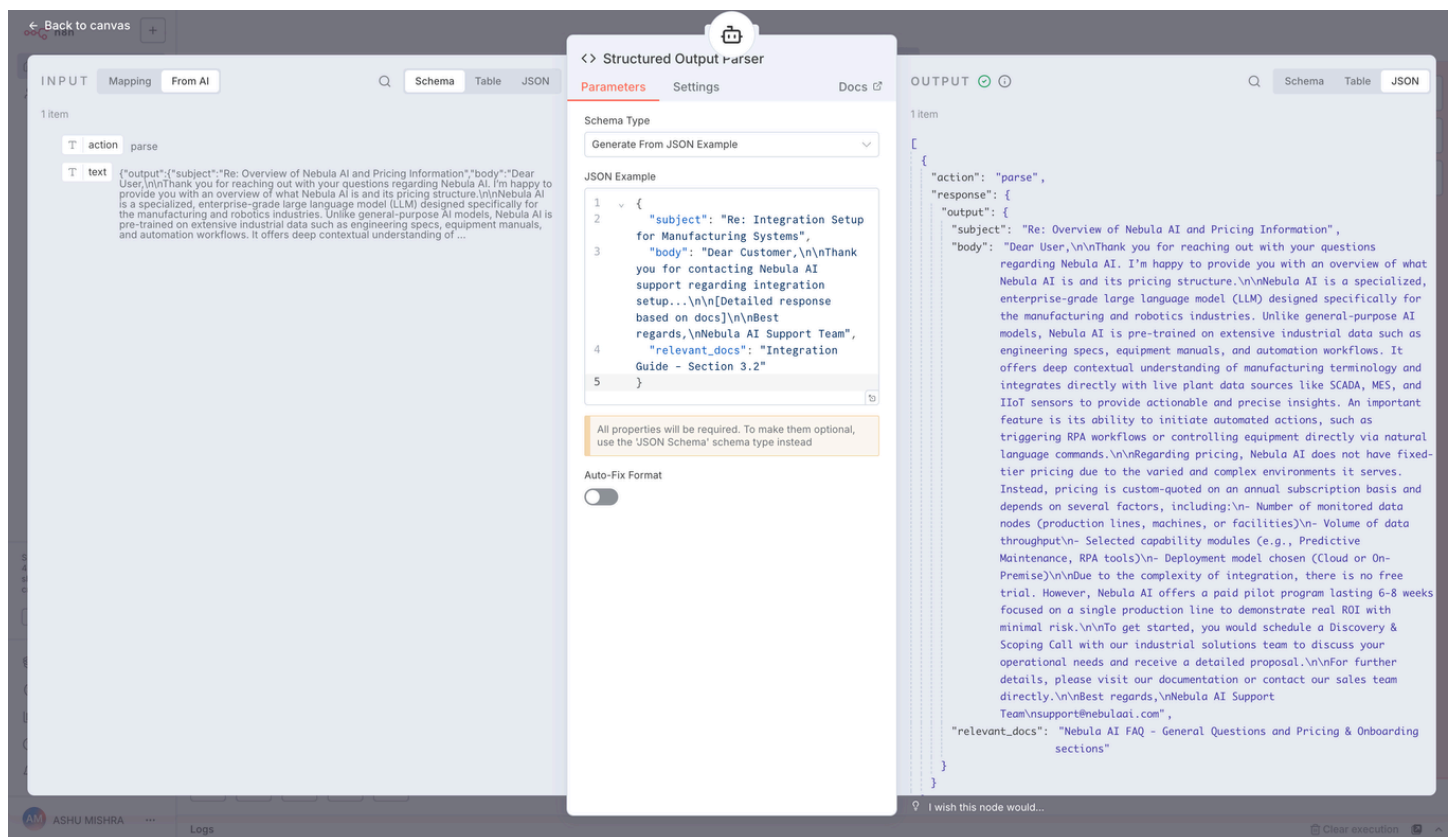 ← Back to canvas
n8n
+
INPUT
Mapping
From AI
Schema
Table
JSON
1 item
T action parse
T text {"output":{"subject":"Re: Overview of Nebula AI and Pricing Information","body":"Dear
User,\n\nThank you for reaching out with your questions regarding Nebula AI. I'm happy to
provide you with an overview of what Nebula AI is and its pricing structure.\n\nNebula AI
is a specialized, enterprise-grade large language model (LLM) designed specifically for
the manufacturing and robotics industries. Unlike general-purpose AI models, Nebula AI is
pre-trained on extensive industrial data such as engineering specs, equipment manuals,
and automation workflows. It offers deep contextual understanding of ...
<> Structured Output Parser
Parameters
Settings
Docs
Schema Type
Generate From JSON Example
JSON Example
1 {
2 "subject": "Re: Integration Setup
for Manufacturing Systems",
3 "body": "Dear Customer,\n\nThank
you for contacting Nebula AI
support regarding integration
setup...\n\n[Detailed response
based on docs]\n\nBest
regards,\nNebula AI Support Team",
4 "relevant_docs": "Integration
Guide - Section 3.2"
5 }
All properties will be required. To make them optional,
use the 'JSON Schema' schema type instead
Auto-Fix Format
OUTPUT
Schema
Table
JSON
1 item
[
{
"action": "parse",
"response": {
"output": {
"subject": "Re: Overview of Nebula AI and Pricing Information",
"body": "Dear User,\n\nThank you for reaching out with your questions
regarding Nebula AI. I’m happy to provide you with an overview of what
Nebula AI is and its pricing structure.\n\nNebula AI is a specialized,
enterprise-grade large language model (LLM) designed specifically for
the manufacturing and robotics industries. Unlike general-purpose AI
models, Nebula AI is pre-trained on extensive industrial data such as
engineering specs, equipment manuals, and automation workflows. It
offers deep contextual understanding of manufacturing terminology and
integrates directly with live plant data sources like SCADA, MES, and
IIoT sensors to provide actionable and precise insights. An important
feature is its ability to initiate automated actions, such as
triggering RPA workflows or controlling equipment directly via natural
language commands.\n\nRegarding pricing, Nebula AI does not have fixed-
tier pricing due to the varied and complex environments it serves.
Instead, pricing is custom-quoted on an annual subscription basis and
depends on several factors, including:\n- Number of monitored data
nodes (production lines, machines, or facilities)\n- Volume of data
throughput\n- Selected capability modules (e.g., Predictive
Maintenance, RPA tools)\n- Deployment model chosen (Cloud or On-
Premise)\n\nDue to the complexity of integration, there is no free
trial. However, Nebula AI offers a paid pilot program lasting 6-8 weeks
focused on a single production line to demonstrate real ROI with
minimal risk.\n\nTo get started, you would schedule a Discovery &
Scoping Call with our industrial solutions team to discuss your
operational needs and receive a detailed proposal.\n\nFor further
details, please visit our documentation or contact our sales team
directly.\n\nBest regards,\nNebula AI Support
Team\nsupport@nebulaai.com",
"relevant_docs": "Nebula AI FAQ - General Questions and Pricing & Onboarding
sections"
}
}
I wish this node would...
AM ASHU MISHRA ...
Logs
Clear execution